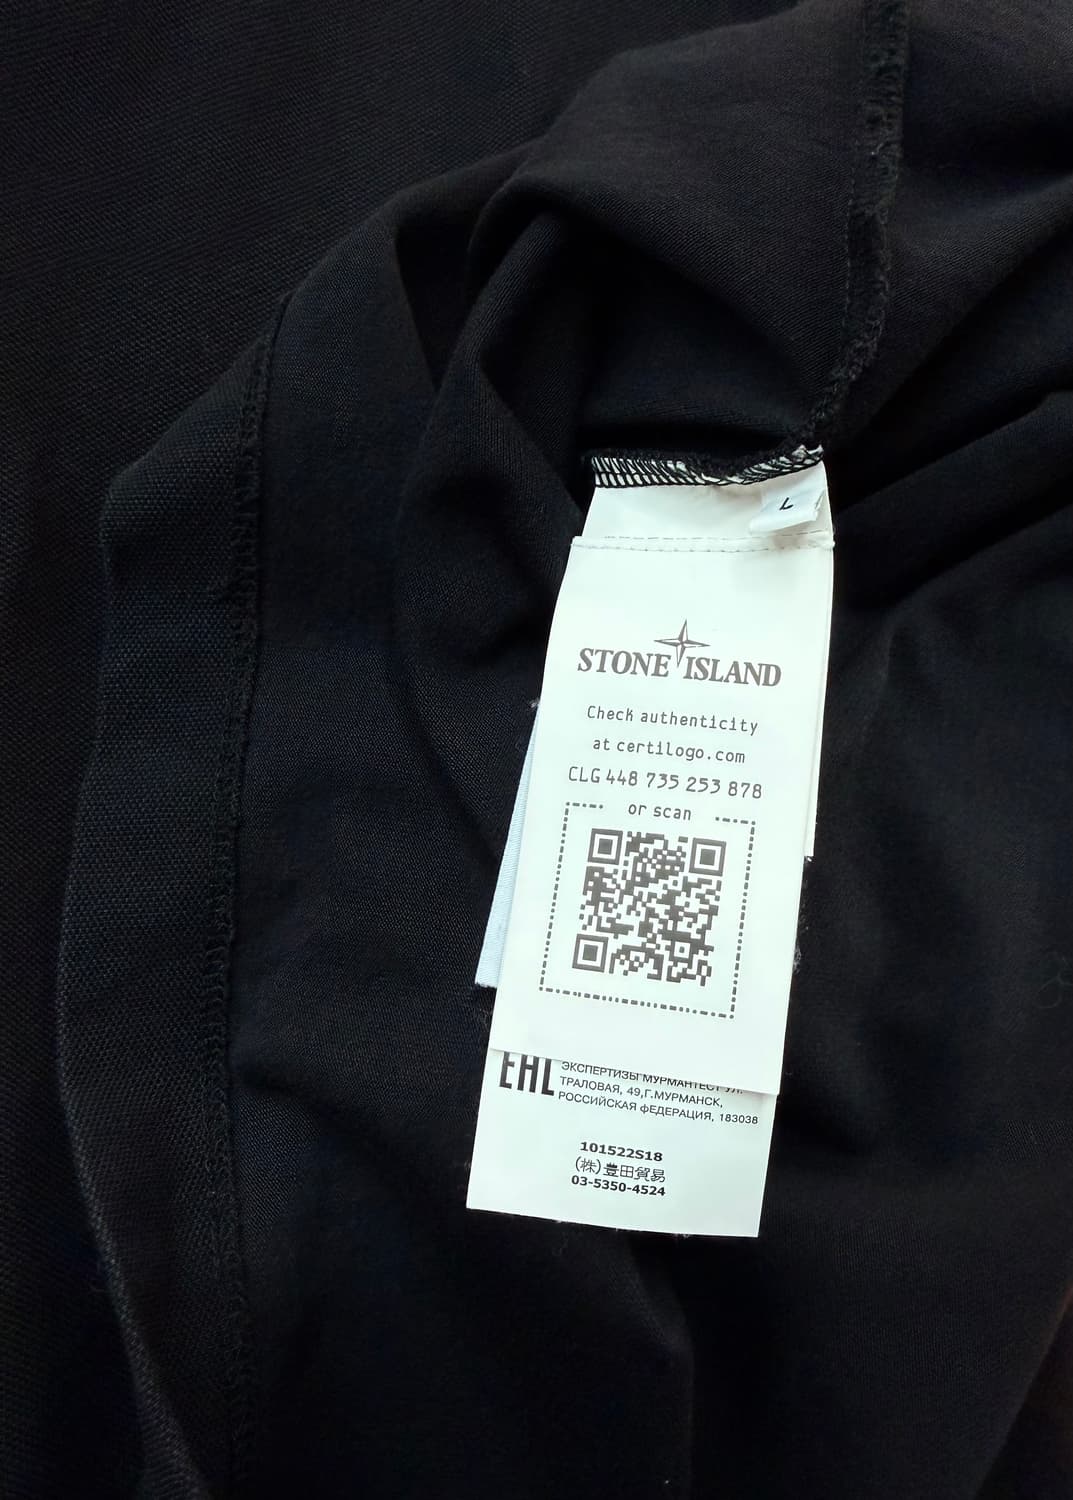 L
STONE ISLAND
Check authenticity
at certilogo.com
CLG 448 735 253 878
or scan
EAC
ЭКСПЕРТИЗЫ МУРМАНТЕСТ УЛ.
ТРАЛОВАЯ, 49,Г.МУРМАНСК,
РОССИЙСКАЯ ФЕДЕРАЦИЯ, 183038
101522S18
(株)豊田貿易
03-5350-4524